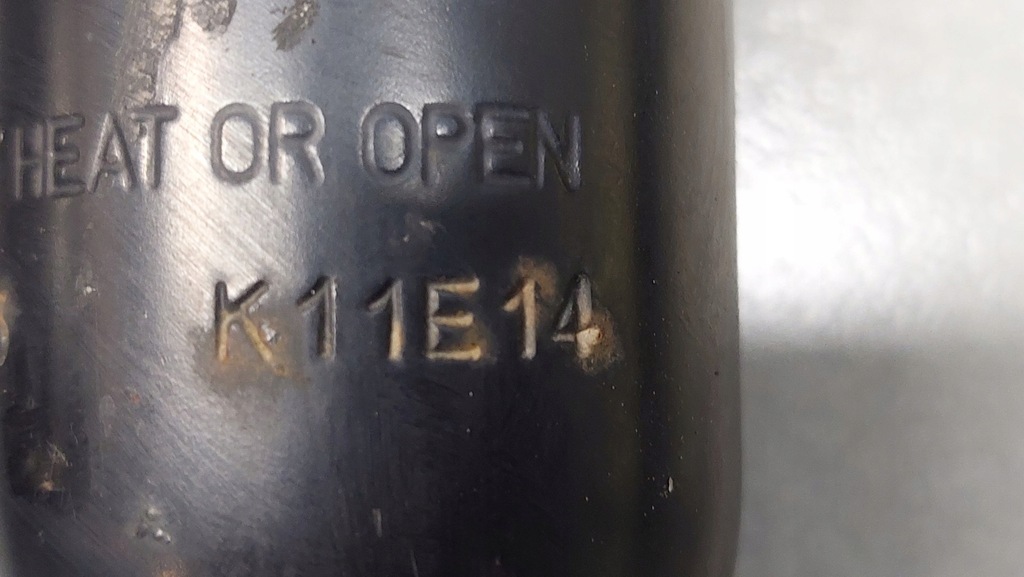 HEAT OR OPEN
K11E14